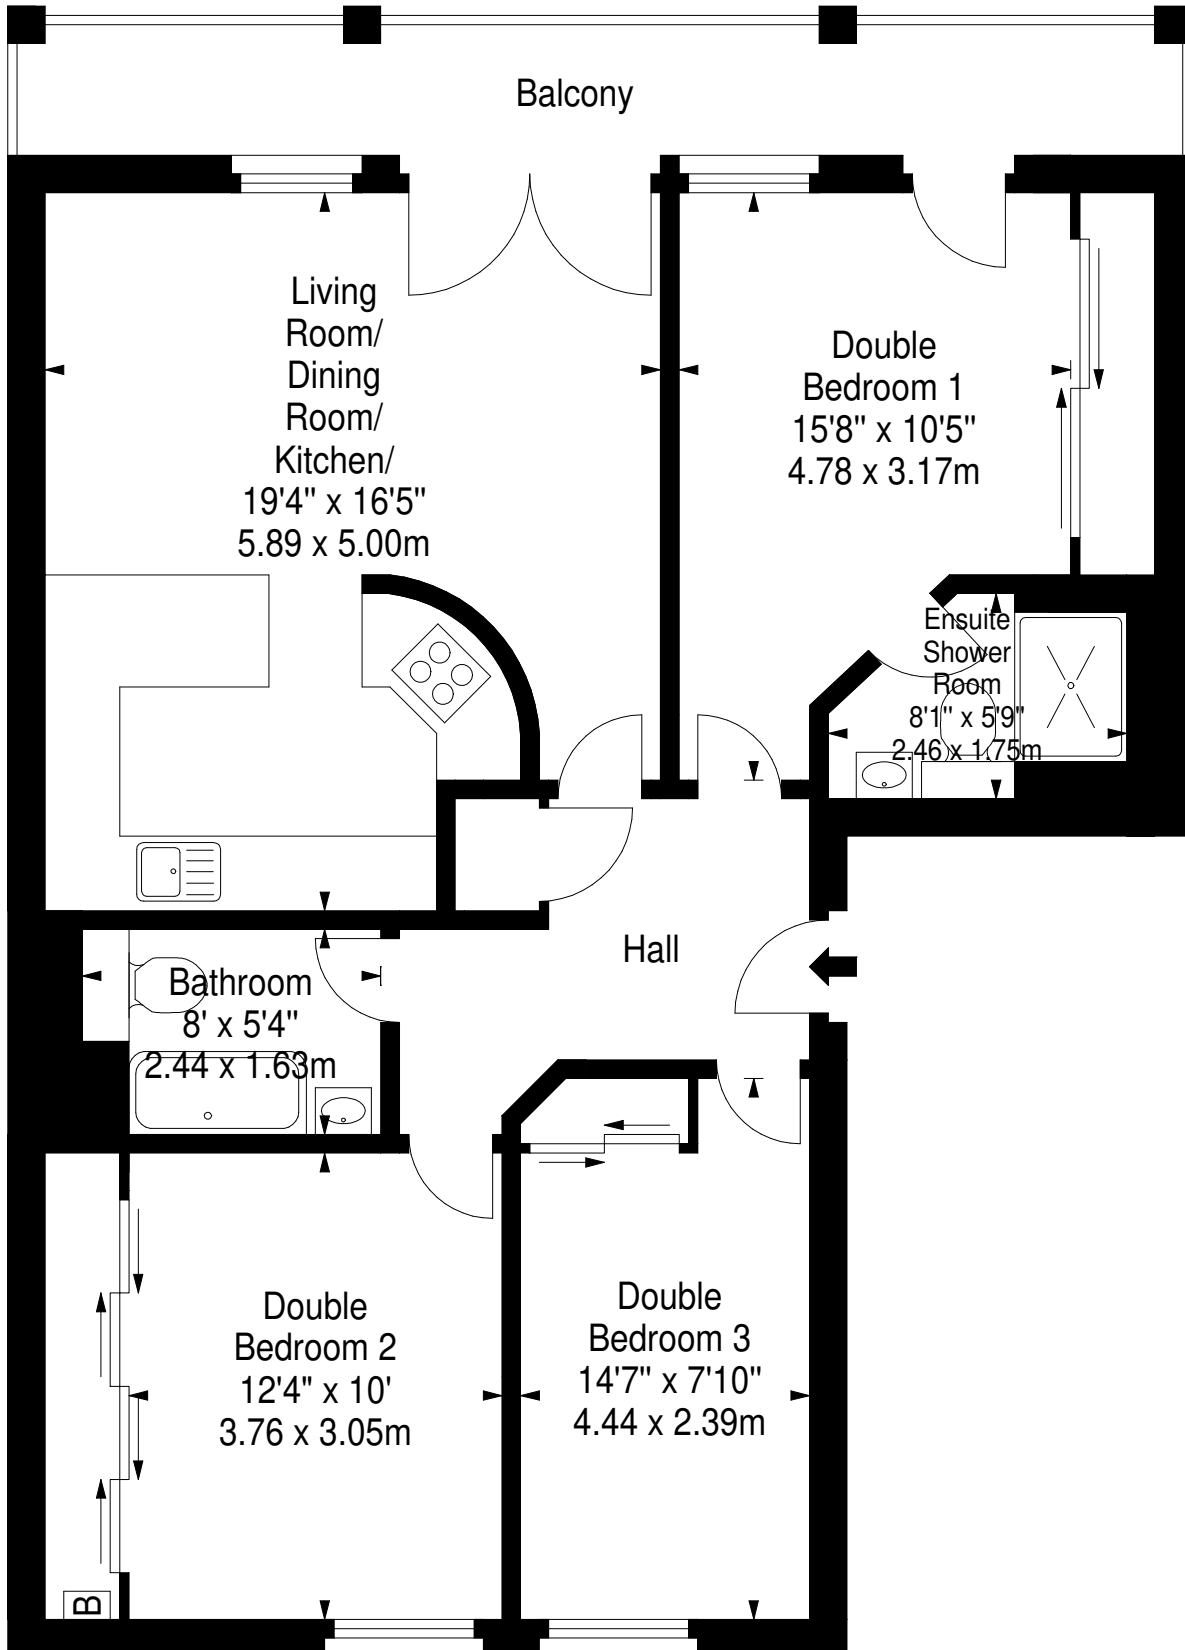 Balcony
Living
Room/
Dining
Room/
Kitchen/
19'4" x 16'5"
5.89 x 5.00m
Double
Bedroom 1
15'8" x 10'5"
4.78 x 3.17m
Ensuite
Shower
Room
8'1" x 5'9"
2.46 x 1.75m
Hall
Bathroom
8' x 5'4"
2.44 x 1.63m
Double
Bedroom 2
12'4" x 10'
3.76 x 3.05m
Double
Bedroom 3
14'7" x 7'10"
4.44 x 2.39m
B